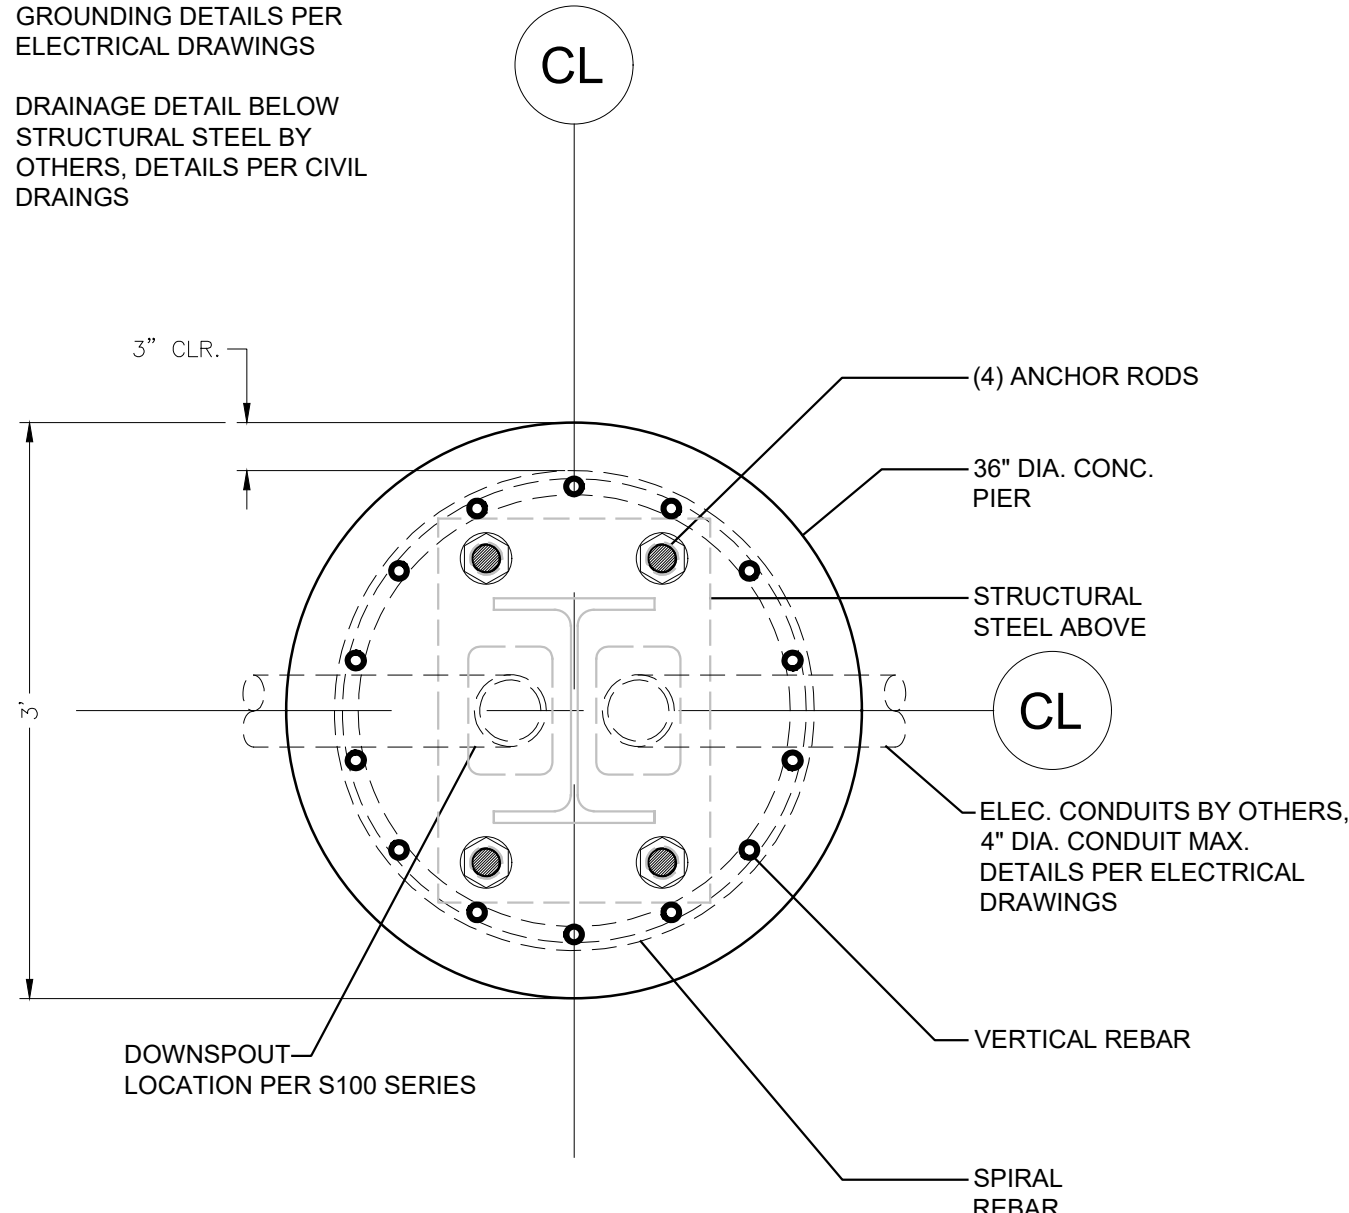 GROUNDING DETAILS PER
ELECTRICAL DRAWINGS
DRAINAGE DETAIL BELOW
STRUCTURAL STEEL BY
OTHERS, DETAILS PER CIVIL
DRAINGS
CL
3" CLR.
(4) ANCHOR RODS
36" DIA. CONC.
PIER
STRUCTURAL
STEEL ABOVE
CL
3'
ELEC. CONDUITS BY OTHERS,
4" DIA. CONDUIT MAX.
DETAILS PER ELECTRICAL
DRAWINGS
DOWNSPOUT
LOCATION PER S100 SERIES
VERTICAL REBAR
SPIRAL
REBAR